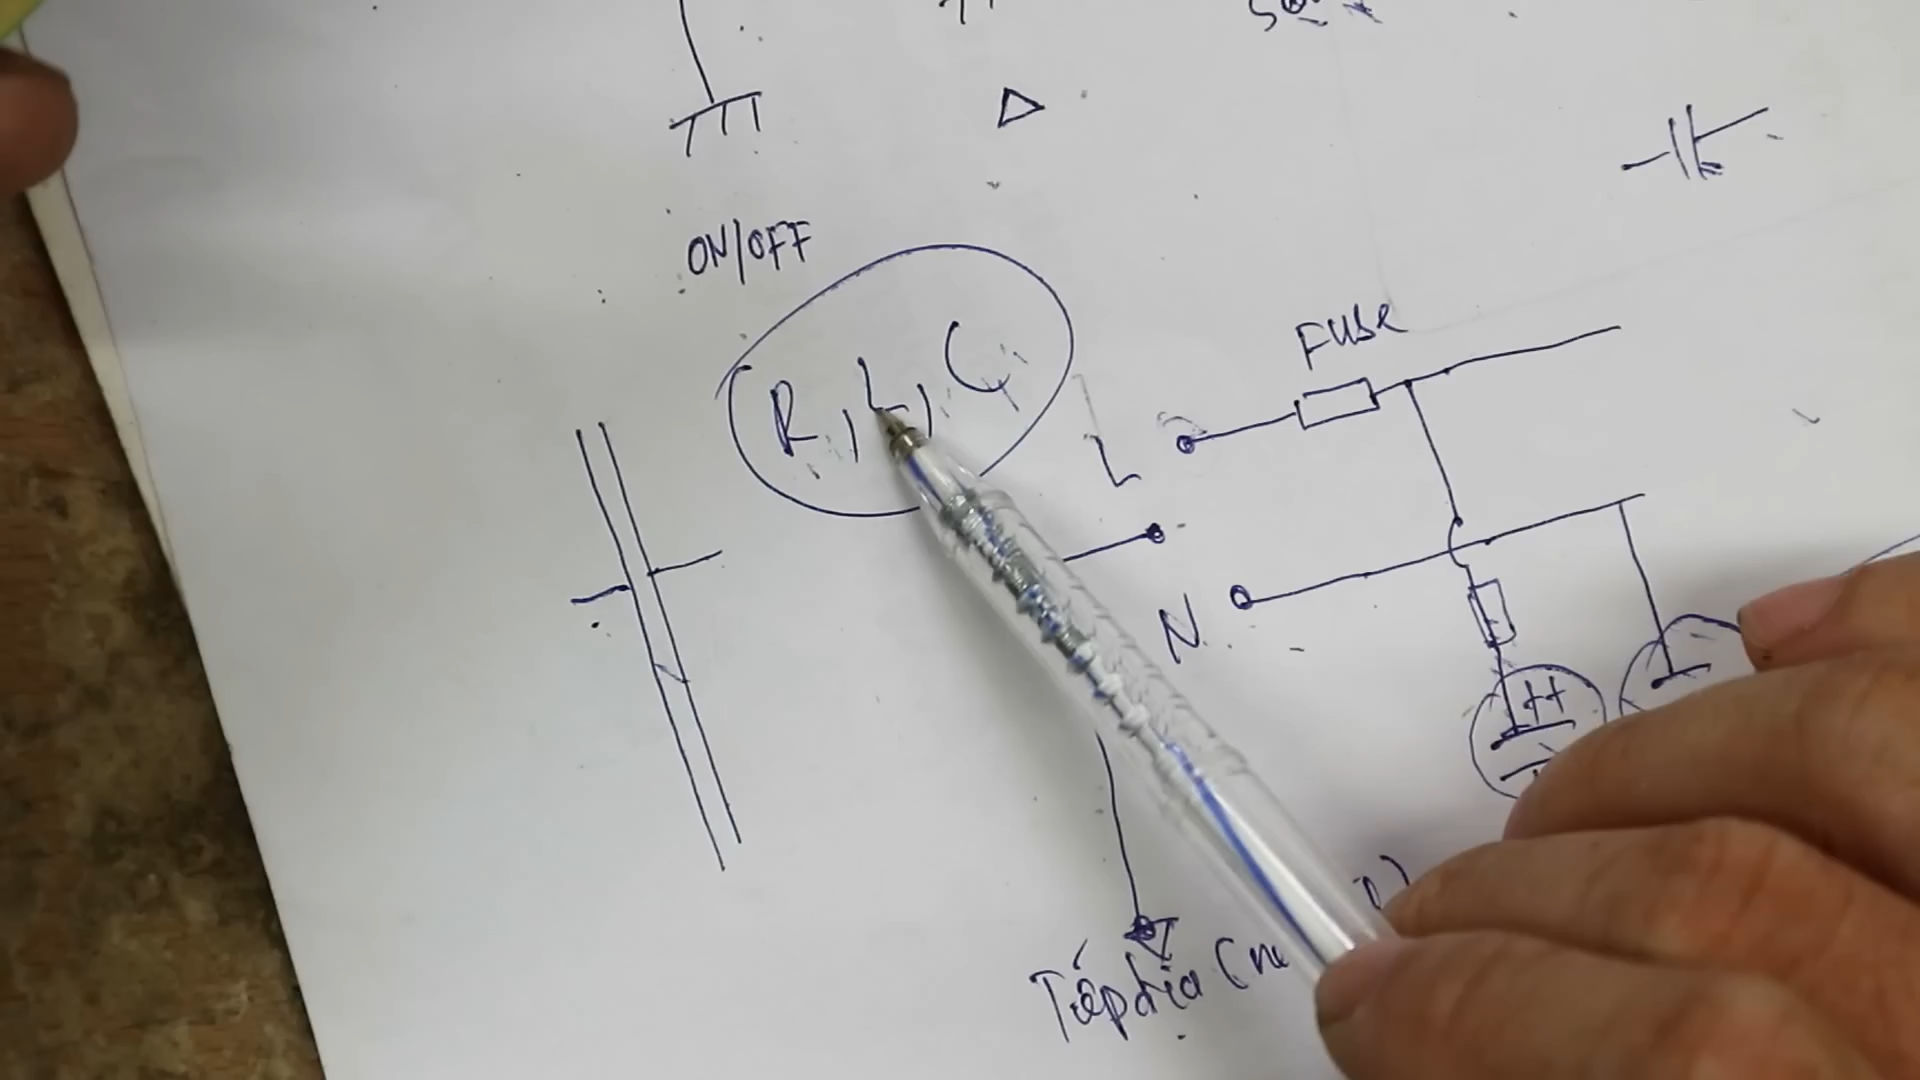 ON/OFF
Fuse
R, L, C
L
N
Tiếp địa (